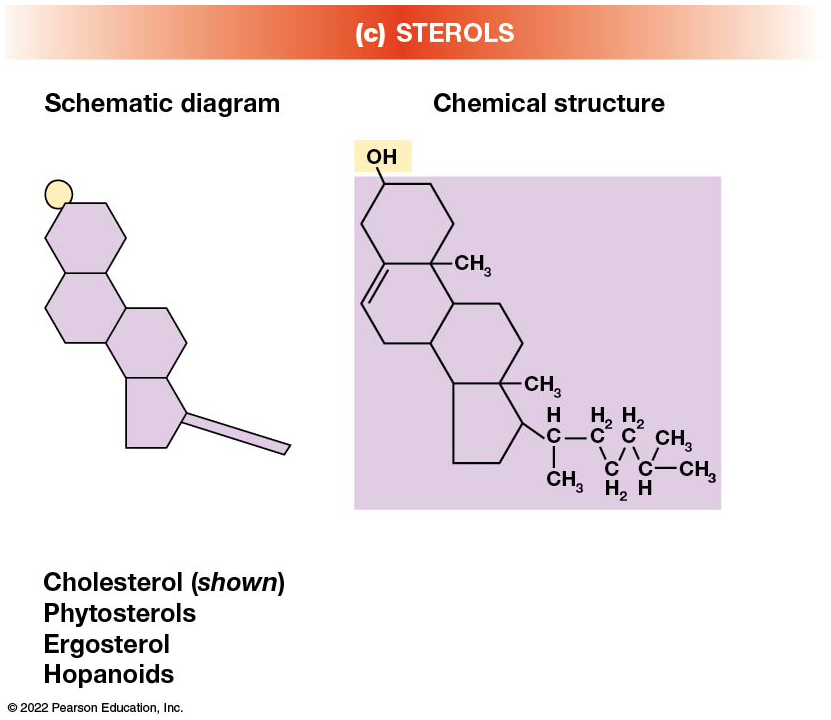 (c) STEROLS
Schematic diagram
Chemical structure
OH
CH3
CH3
H H2 H2
C C C CH3
C C CH3
CH3 H2 H
Cholesterol (shown)
Phytosterols
Ergosterol
Hopanoids
© 2022 Pearson Education, Inc.